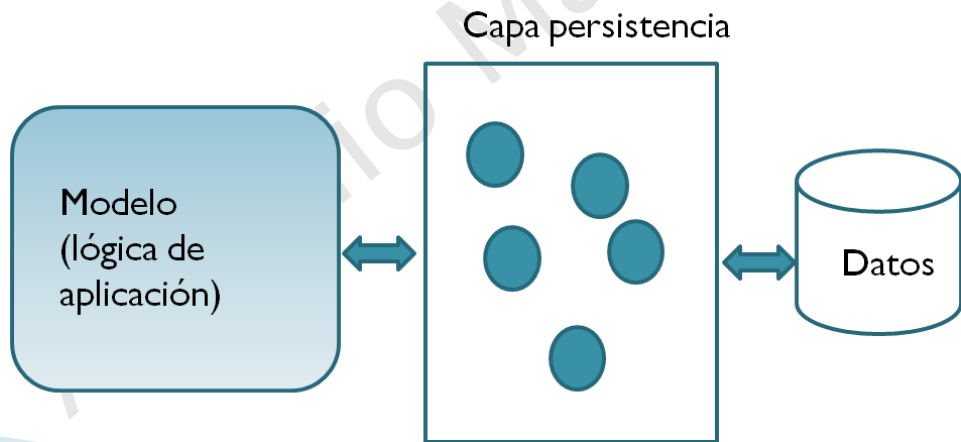 Capa persistencia
Modelo
(lógica de
aplicación)
Datos